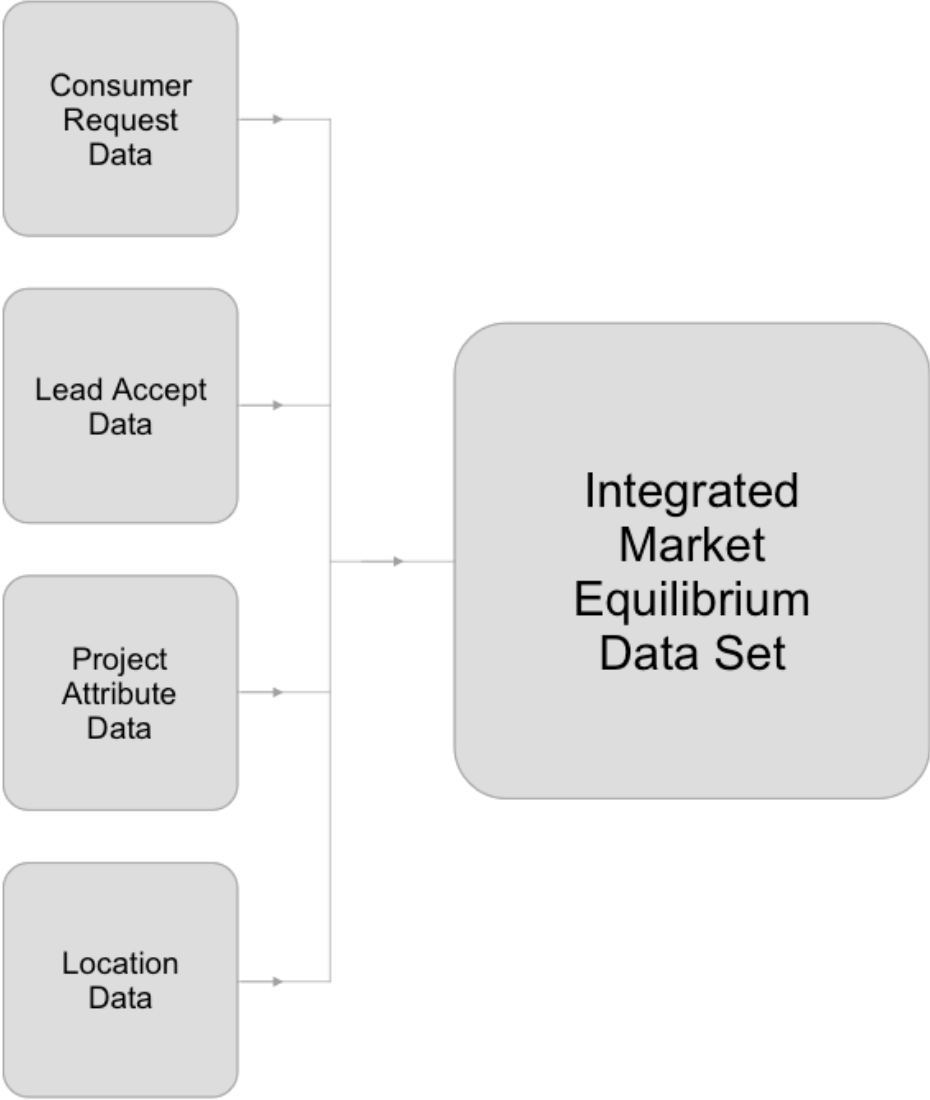 Consumer
Request
Data
Lead Accept
Data
Project
Attribute
Data
Location
Data
Integrated
Market
Equilibrium
Data Set